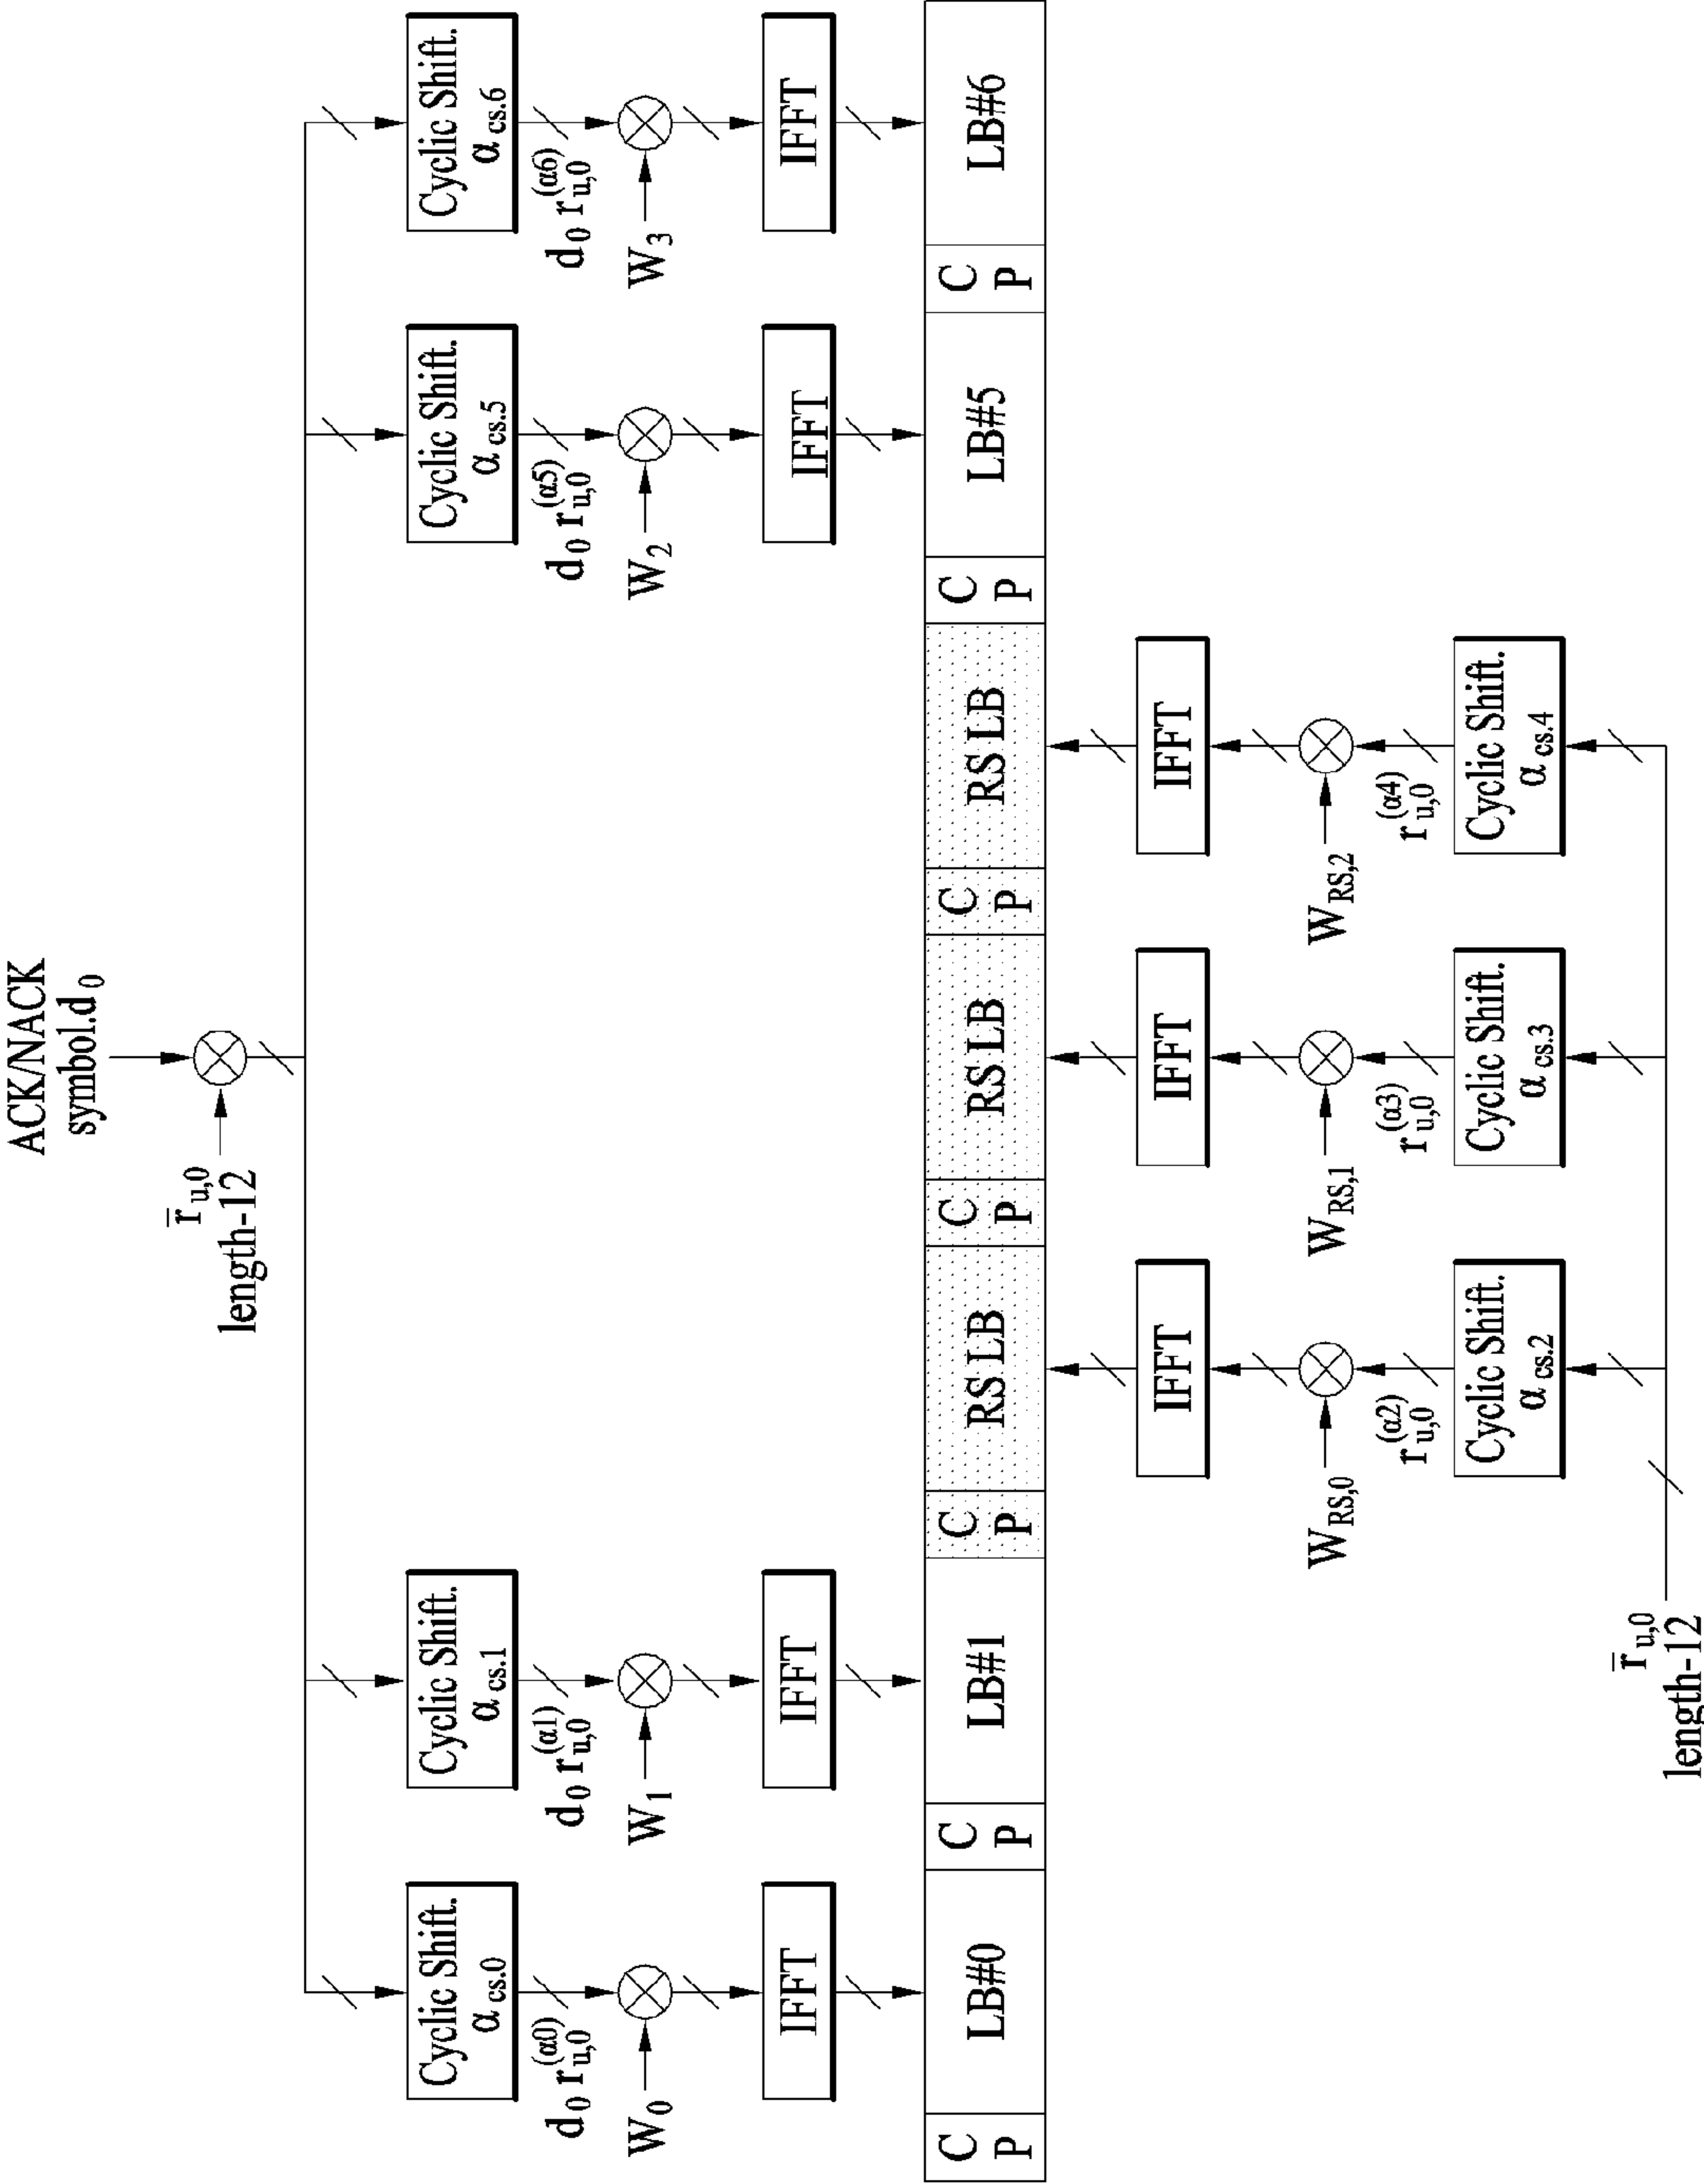 ACK/NACK
symbol.d0
r̄u,0
length-12
Cyclic Shift.
αcs.0
Cyclic Shift.
αcs.1
Cyclic Shift.
αcs.5
Cyclic Shift.
αcs.6
d0 ru,0(α0)
d0 ru,0(α1)
d0 ru,0(α5)
d0 ru,0(α6)
W0
W1
W2
W3
IFFT
IFFT
IFFT
IFFT
C P LB#0 C P LB#1 C P RS LB C P RS LB C P RS LB C P LB#5 C P LB#6
IFFT
IFFT
IFFT
WRS,0
WRS,1
WRS,2
ru,0(α2)
ru,0(α3)
ru,0(α4)
Cyclic Shift.
αcs.2
Cyclic Shift.
αcs.3
Cyclic Shift.
αcs.4
r̄u,0
length-12